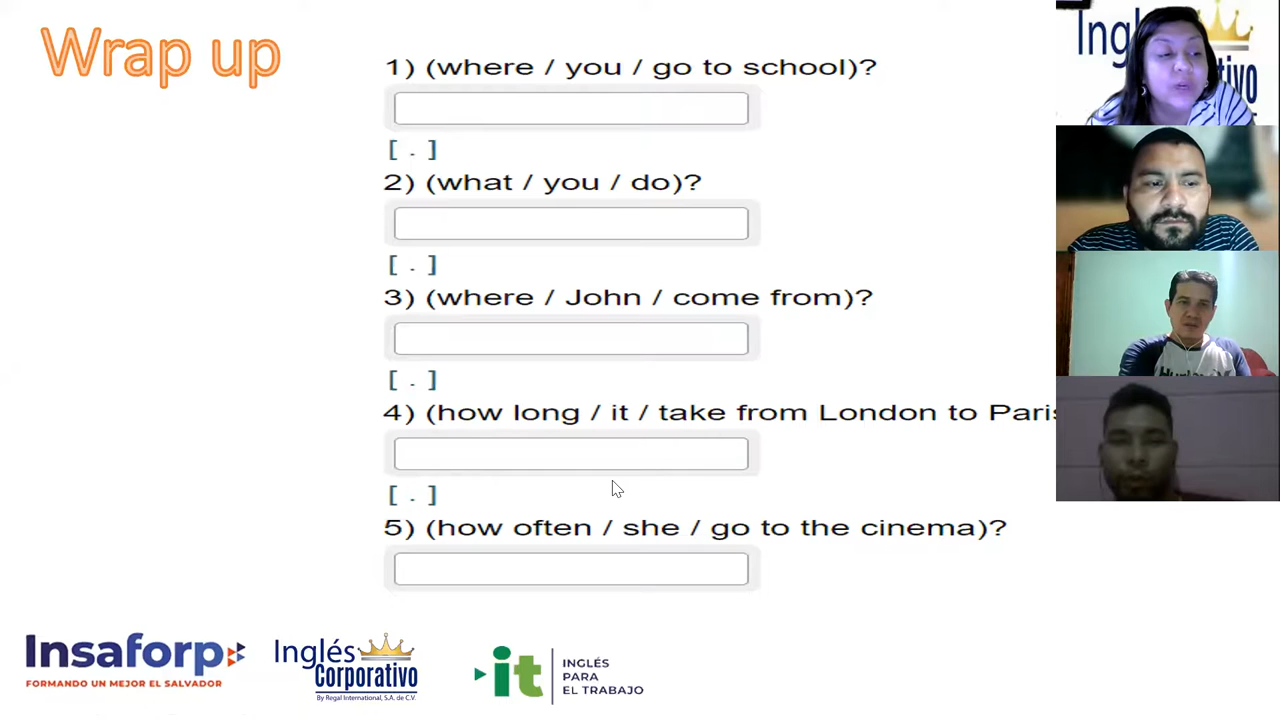 Wrap up
1) (where / you / go to school)?
[ . ]
2) (what / you / do)?
[ . ]
3) (where / John / come from)?
[ . ]
4) (how long / it / take from London to Paris
[ . ]
5) (how often / she / go to the cinema)?
Insaforp
FORMANDO UN MEJOR EL SALVADOR
Inglés
Corporativo
By Regal International, S.A. de C.V.
it
INGLÉS
PARA
EL TRABAJO